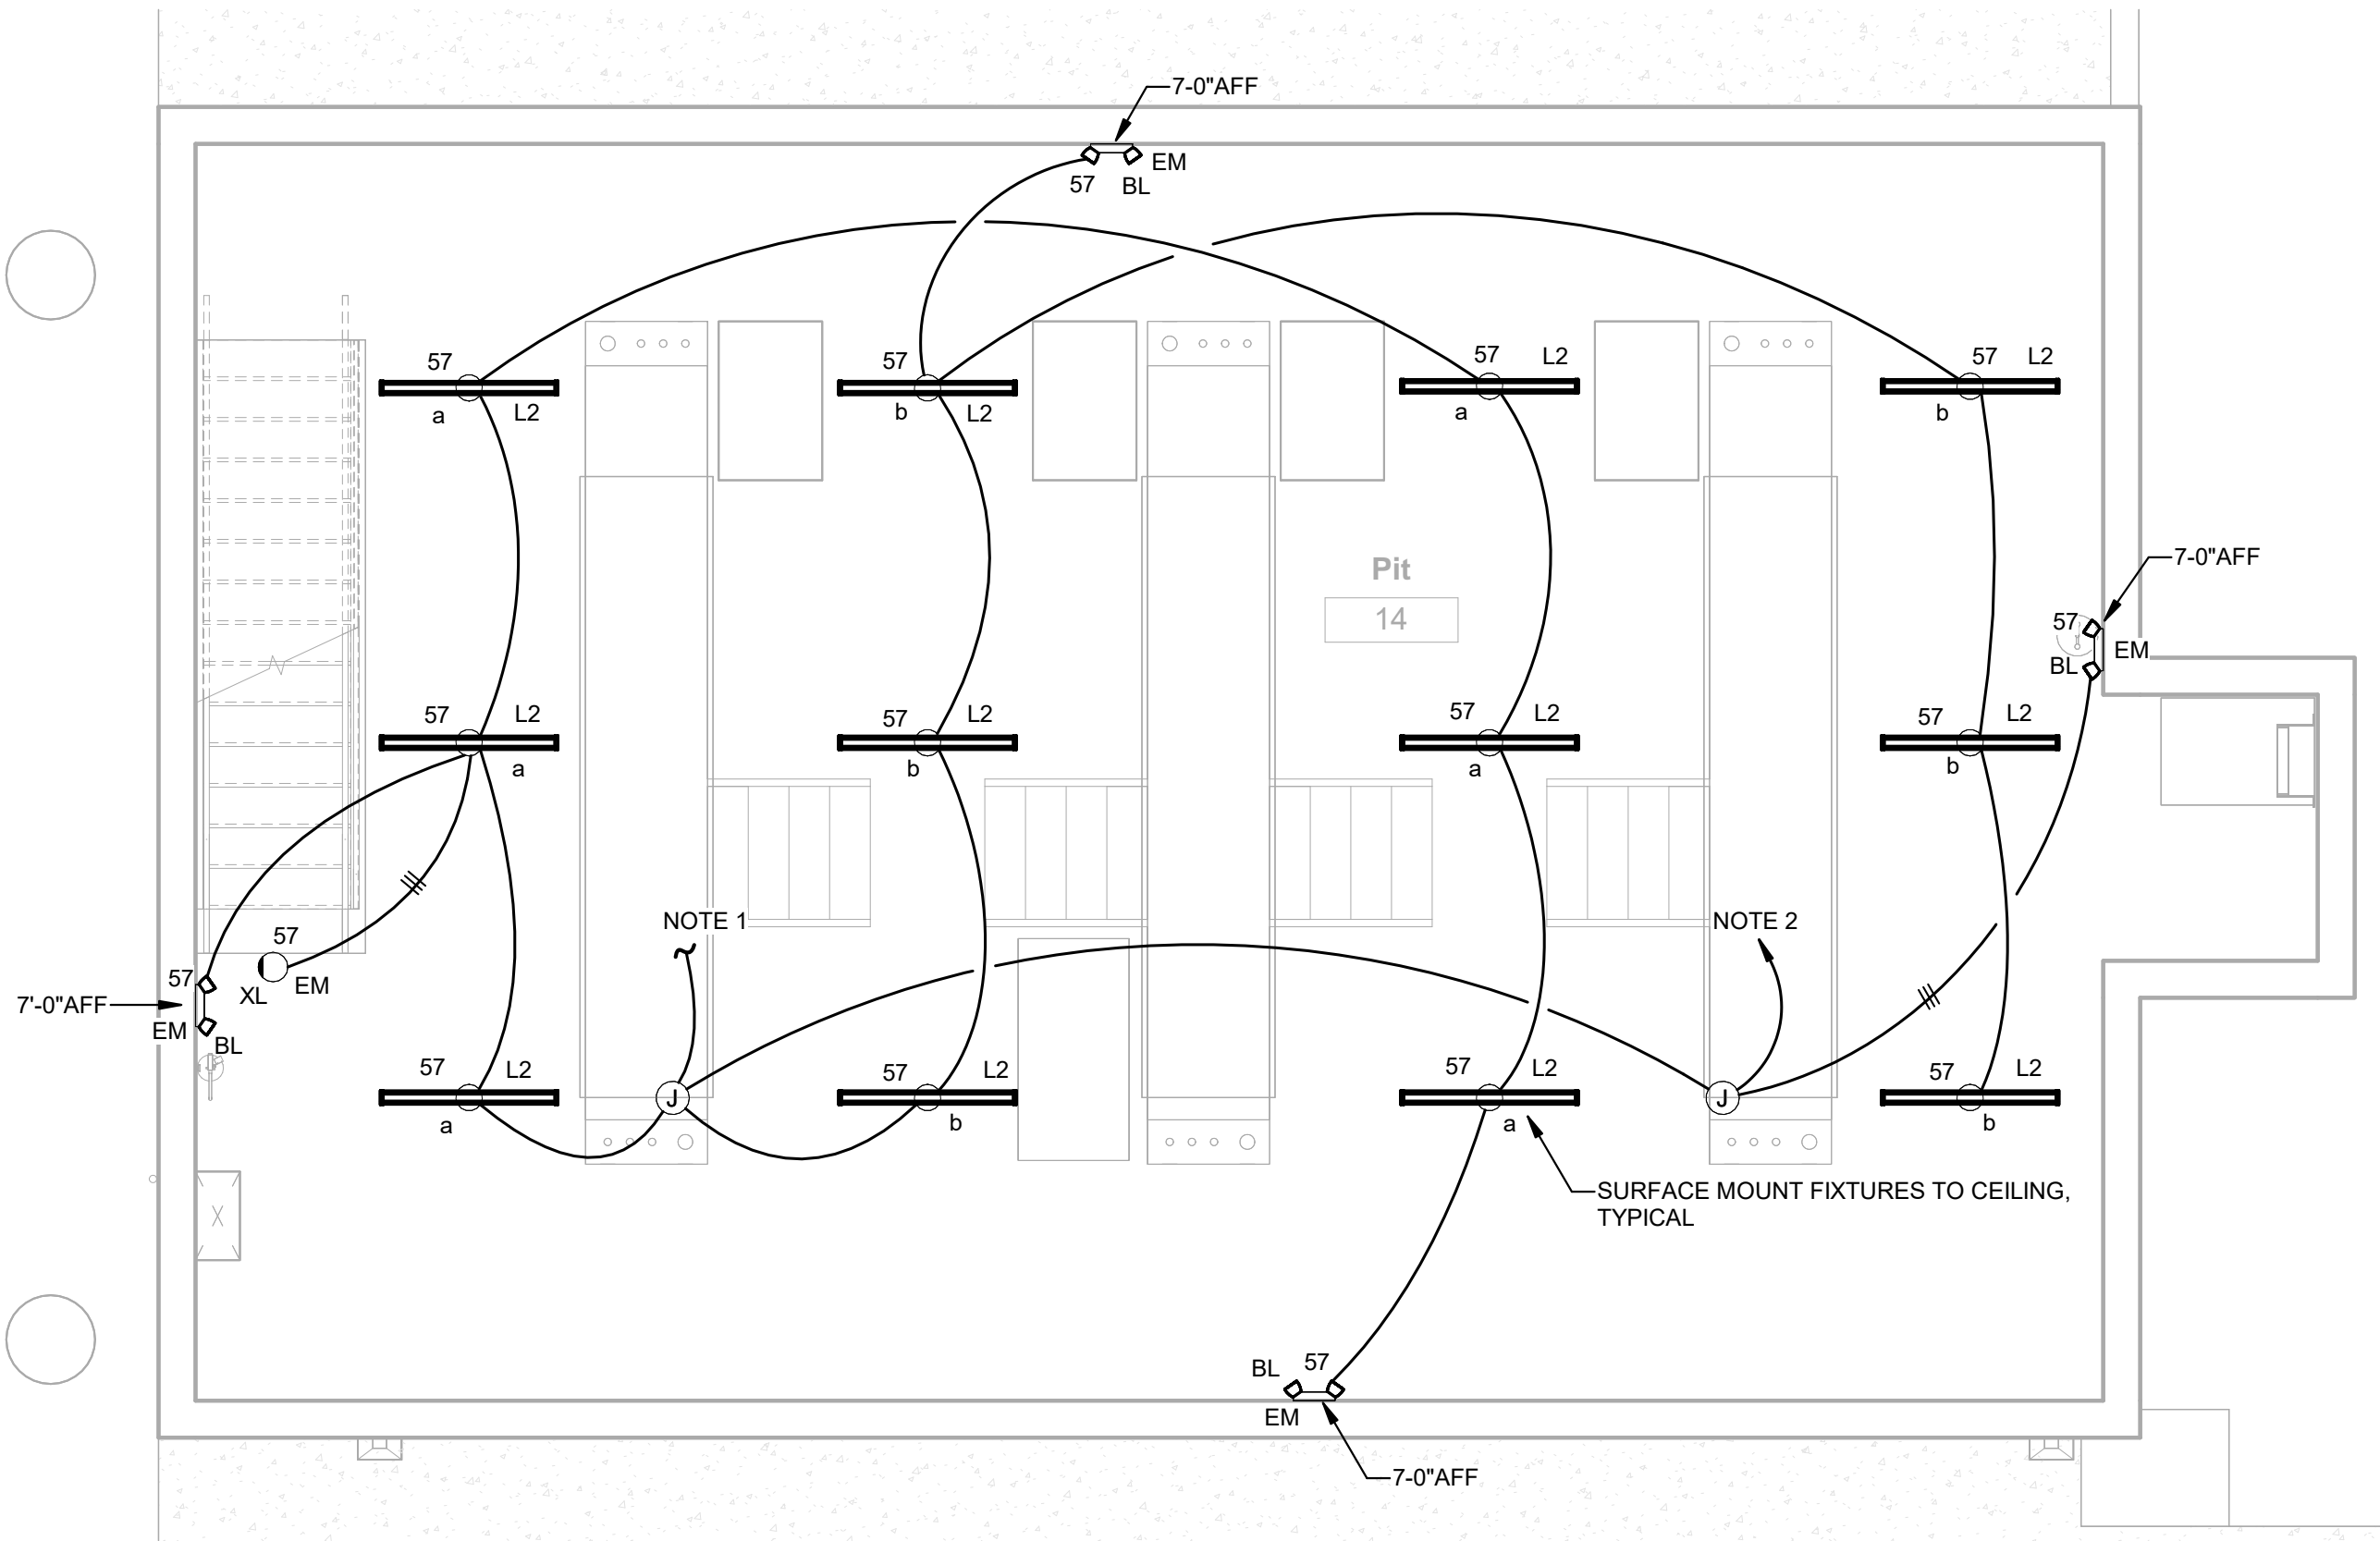 7-0"AFF
EM
57 BL
57
a L2
57
b L2
57 L2
a
57 L2
b
Pit
14
7-0"AFF
57
EM
BL
57 L2
a
57 L2
b
57 L2
a
57 L2
b
NOTE 1
NOTE 2
57
XL EM
57
7'-0"AFF
EM
BL
57 L2
a
J
57 L2
b
57 L2
a
J
57 L2
b
SURFACE MOUNT FIXTURES TO CEILING,
TYPICAL
BL 57
EM
7-0"AFF